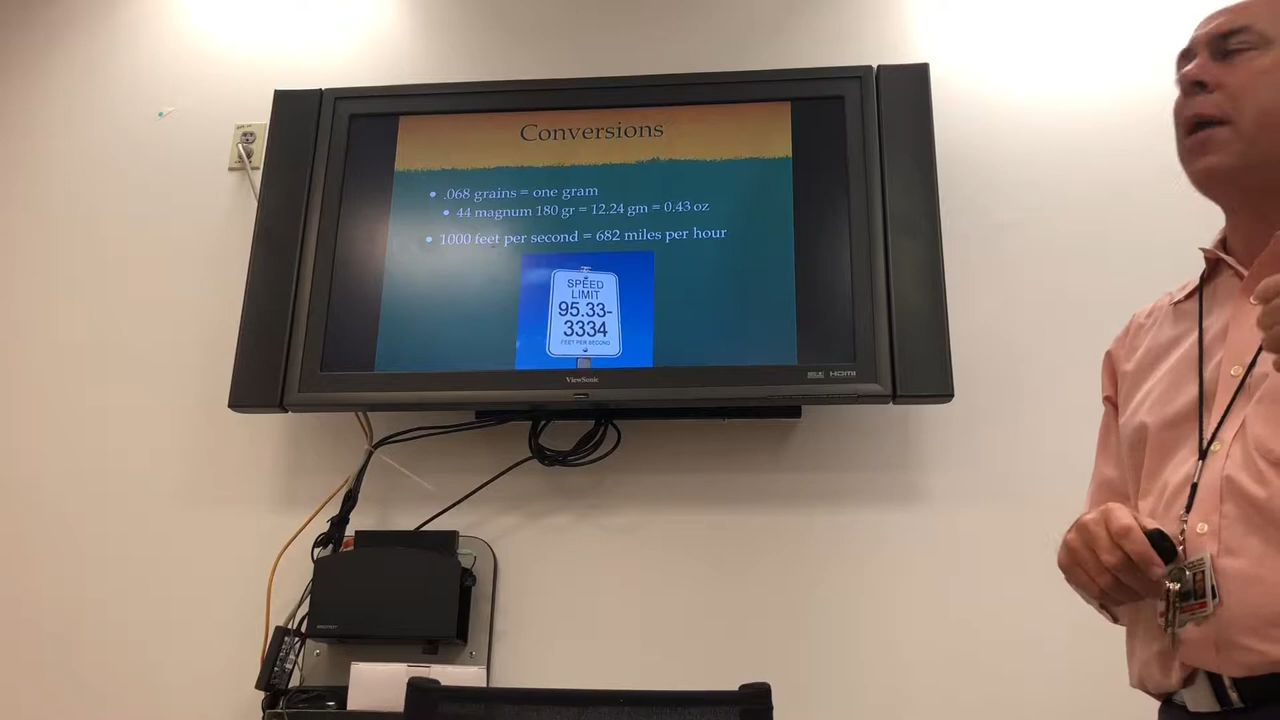 Conversions
• .068 grains = one gram
• 44 magnum 180 gr = 12.24 gm = 0.43 oz
• 1000 feet per second = 682 miles per hour
SPEED
LIMIT
95.33-
3334
FEET PER SECOND
ViewSonic
HDMI